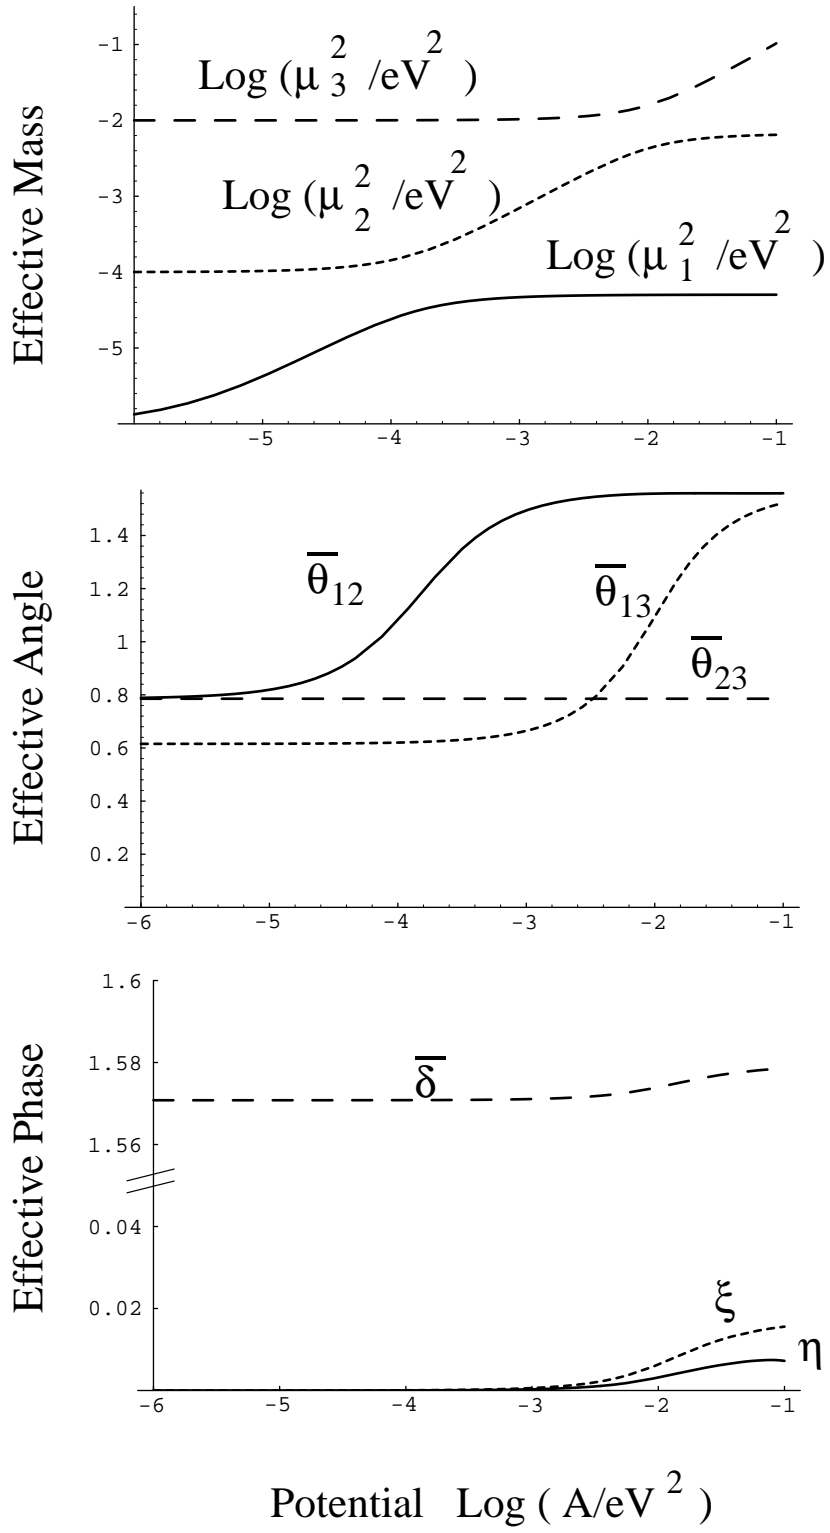 Effective Mass
-1
-2
-3
-4
-5
Log (μ₃² /eV²)
Log (μ₂² /eV²)
Log (μ₁² /eV²)
-5 -4 -3 -2 -1
Effective Angle
1.4
1.2
1
0.8
0.6
0.4
0.2
θ̅₁₂
θ̅₁₃
θ̅₂₃
-6 -5 -4 -3 -2 -1
Effective Phase
1.6
1.58
1.56
0.04
0.02
δ̅
ξ
η
-6 -5 -4 -3 -2 -1
Potential Log ( A/eV² )